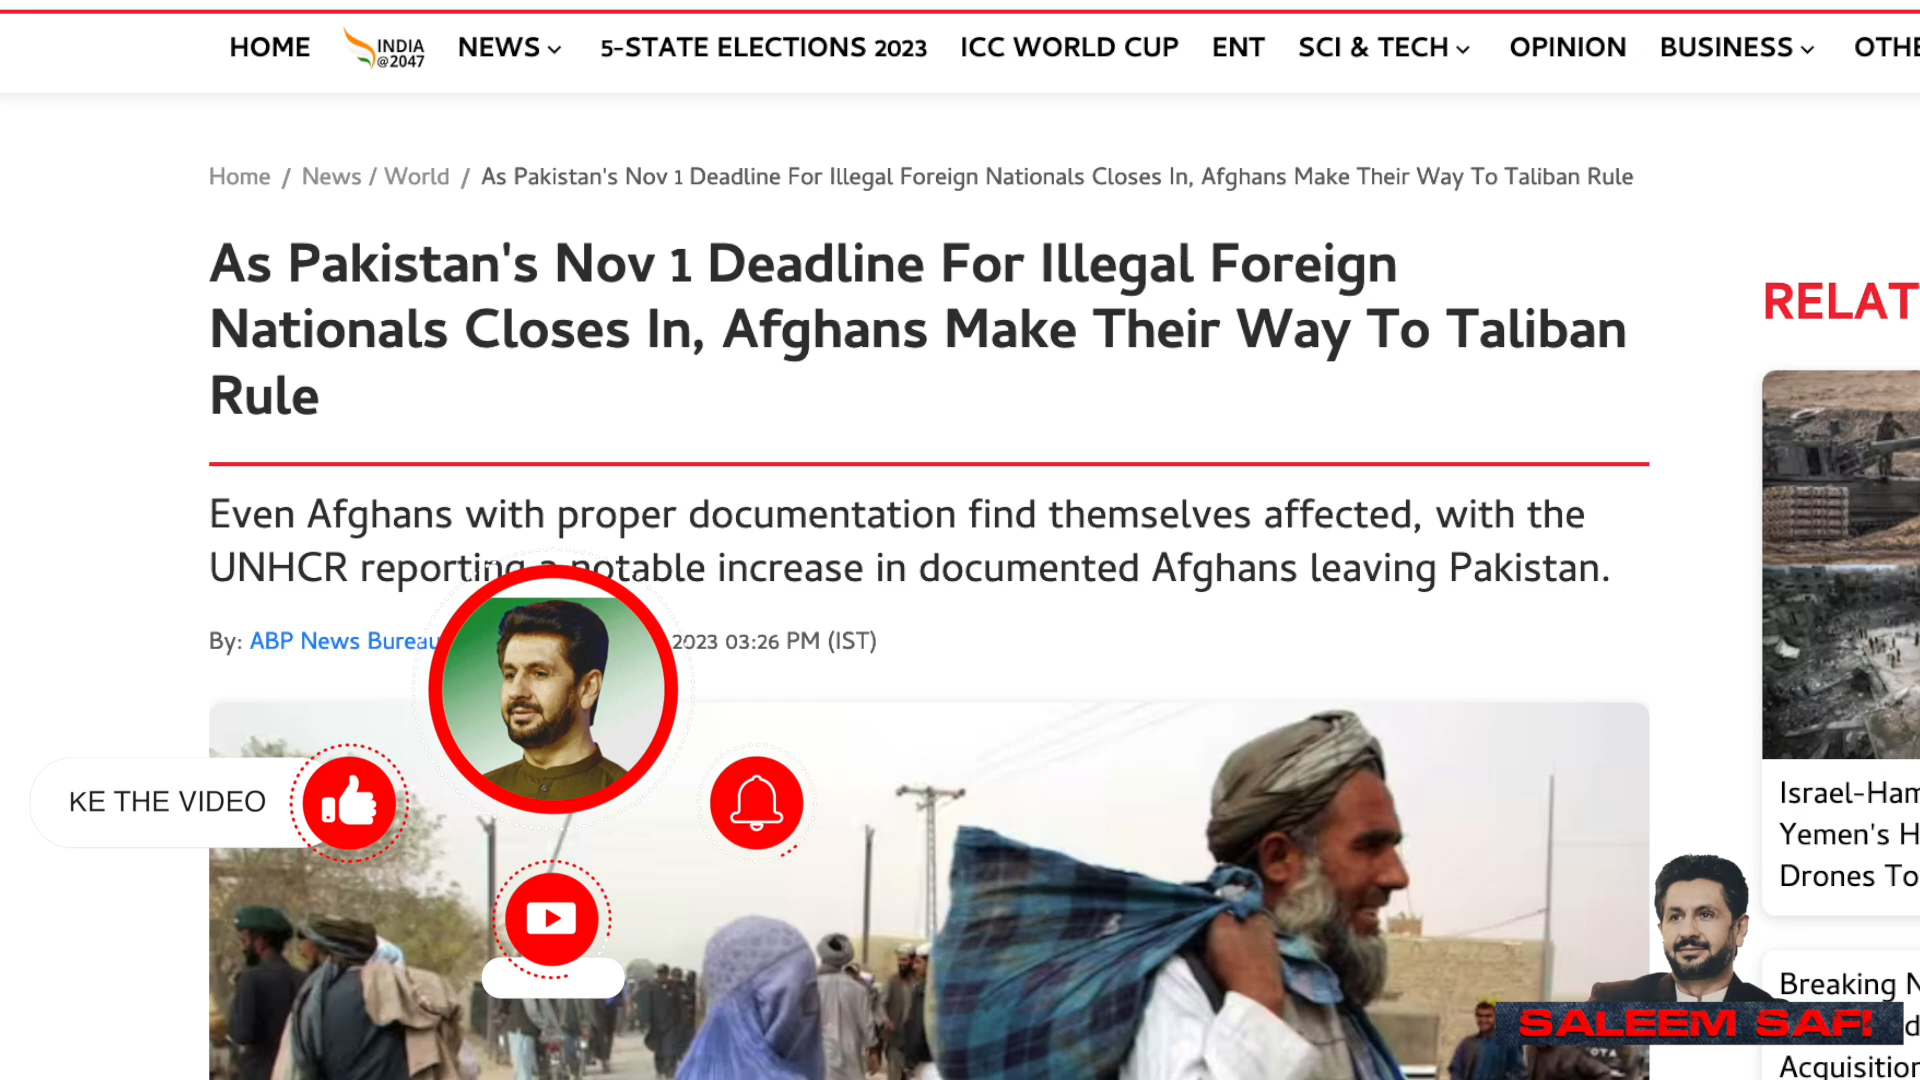 HOME
INDIA
@2047
NEWS
5-STATE ELECTIONS 2023
ICC WORLD CUP
ENT
SCI & TECH
OPINION
BUSINESS
Home / News / World / As Pakistan's Nov 1 Deadline For Illegal Foreign Nationals Closes In, Afghans Make Their Way To Taliban Rule
As Pakistan's Nov 1 Deadline For Illegal Foreign
Nationals Closes In, Afghans Make Their Way To Taliban
Rule
Even Afghans with proper documentation find themselves affected, with the
UNHCR reporting a notable increase in documented Afghans leaving Pakistan.
By: ABP News Bureau
2023 03:26 PM (IST)
KE THE VIDEO
RELAT
Israel-Ham
Yemen's H
Drones To
Breaking N
Acquisition
SALEEM SAFI